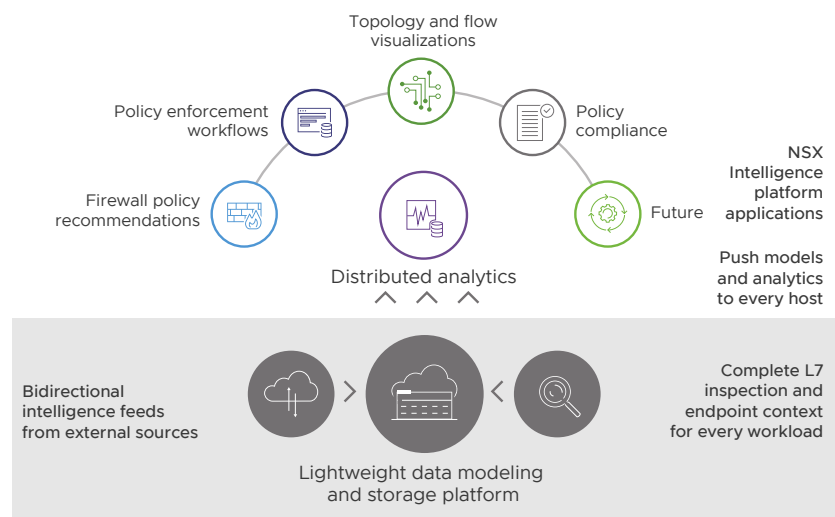 Topology and flow
visualizations
Policy enforcement
workflows
Policy
compliance
Firewall policy
recommendations
Future
NSX
Intelligence
platform
applications
Distributed analytics
Push models
and analytics
to every host
Bidirectional
intelligence feeds
from external sources
Complete L7
inspection and
endpoint context
for every workload
Lightweight data modeling
and storage platform